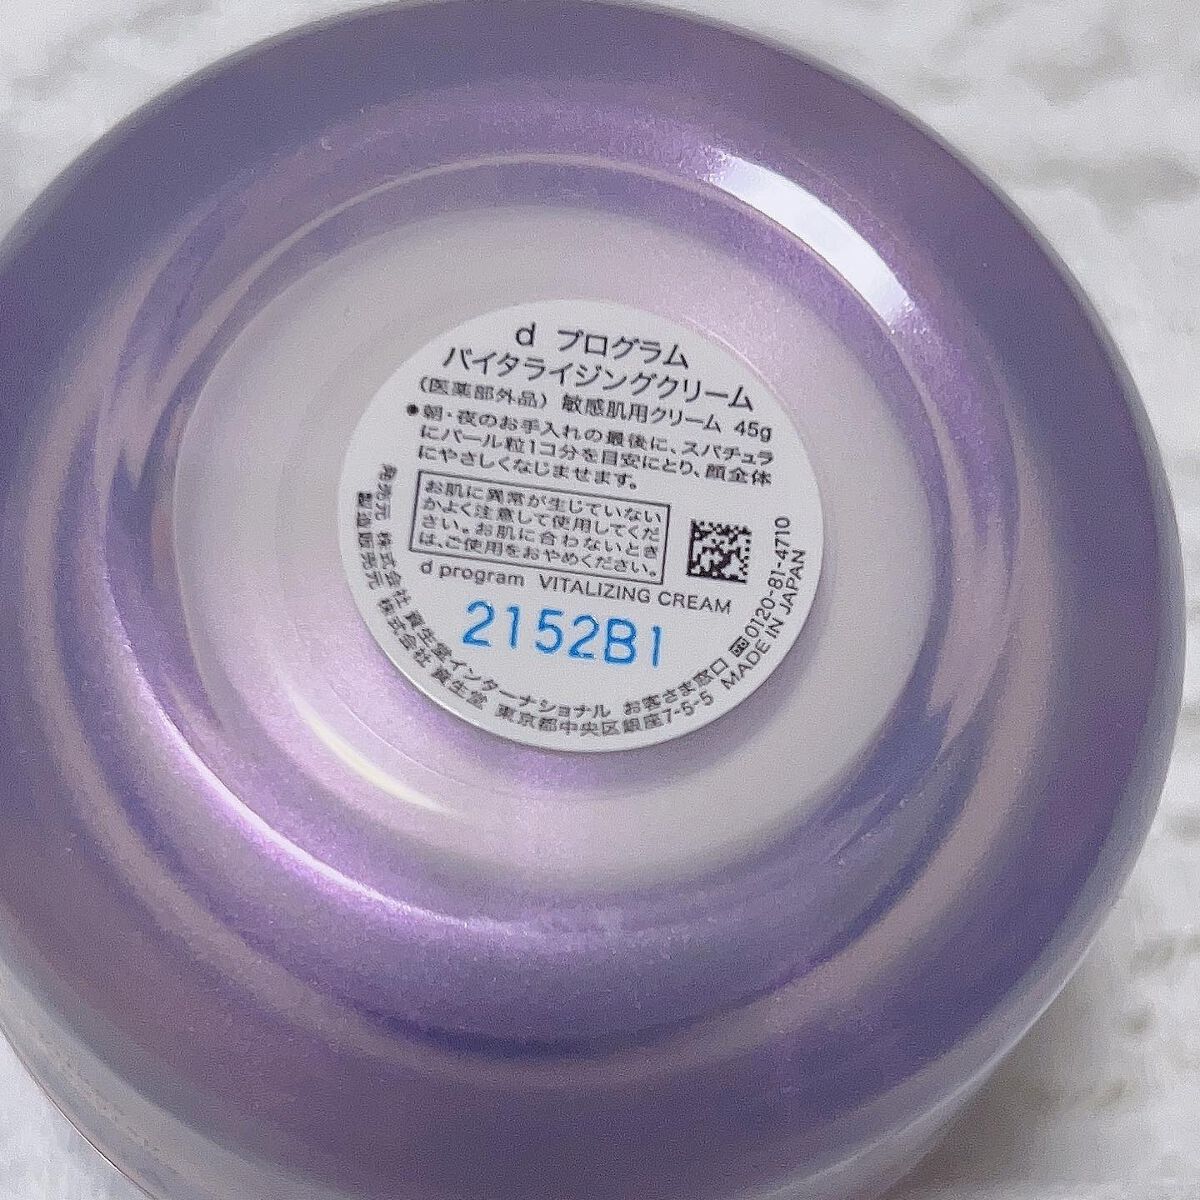 d プログラム
バイタライジングクリーム
(医薬部外品) 敏感肌用クリーム 45g
●朝・夜のお手入れの最後に、スパチュラ
にパール粒1コ分を目安にとり、顔全体
にやさしくなじませます。
お肌に異常が生じていない
かよく注意して使用してくだ
さい。お肌に合わないとき
は、ご使用をおやめください。
d program VITALIZING CREAM
2152B1
発売元 株式会社 資生堂インターナショナル お客さま窓口 0120-81-4710
製造販売元 株式会社 資生堂 東京都中央区銀座7-5-5 MADE IN JAPAN